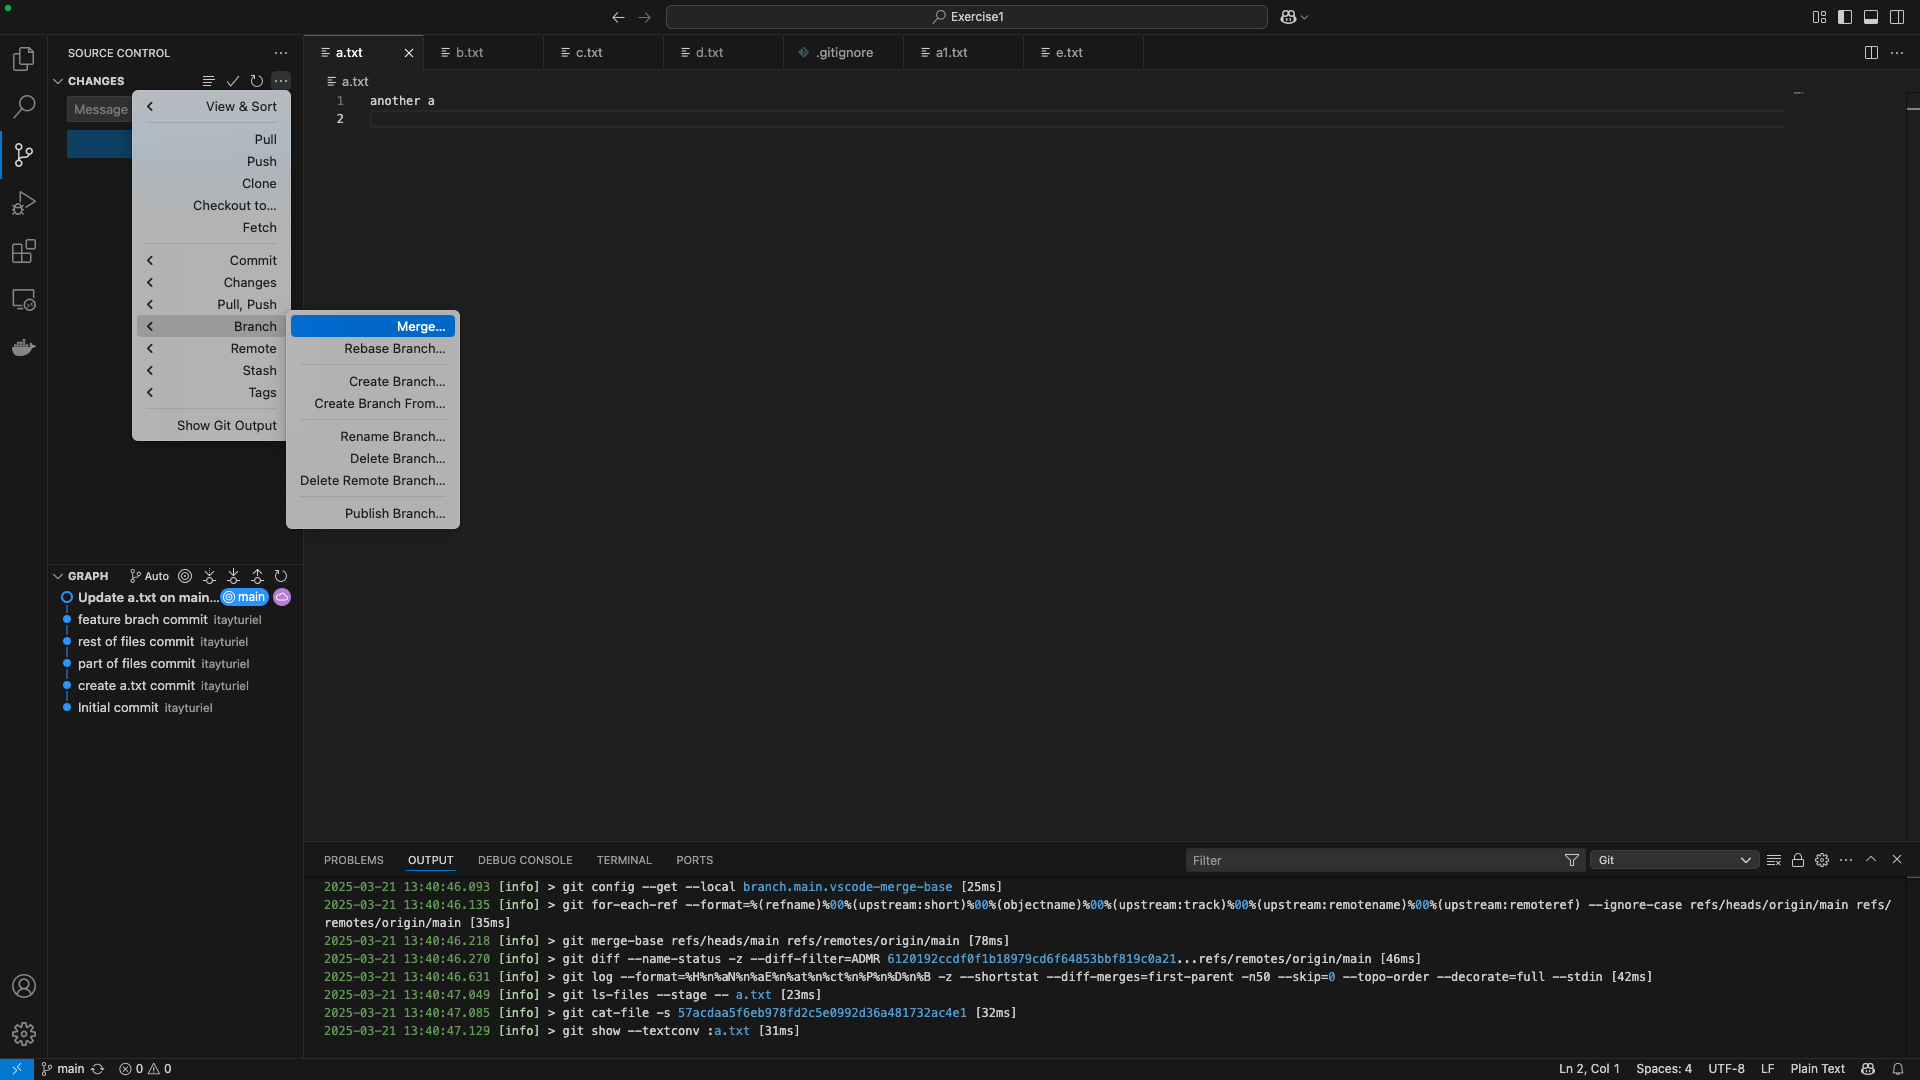 Exercise1
SOURCE CONTROL
CHANGES
Message
View & Sort
Pull
Push
Clone
Checkout to...
Fetch
Commit
Changes
Pull, Push
Branch
Remote
Stash
Tags
Show Git Output
Merge...
Rebase Branch...
Create Branch...
Create Branch From...
Rename Branch...
Delete Branch...
Delete Remote Branch...
Publish Branch...
GRAPH Auto
Update a.txt on main... main
feature brach commit itayturiel
rest of files commit itayturiel
part of files commit itayturiel
create a.txt commit itayturiel
Initial commit itayturiel
a.txt b.txt c.txt d.txt .gitignore a1.txt e.txt
a.txt
1 another a
2
PROBLEMS OUTPUT DEBUG CONSOLE TERMINAL PORTS Filter Git
2025-03-21 13:40:46.093 [info] > git config --get --local branch.main.vscode-merge-base [25ms]
2025-03-21 13:40:46.135 [info] > git for-each-ref --format=%(refname)%00%(upstream:short)%00%(objectname)%00%(upstream:track)%00%(upstream:remotename)%00%(upstream:remoteref) --ignore-case refs/heads/origin/main refs/
remotes/origin/main [35ms]
2025-03-21 13:40:46.218 [info] > git merge-base refs/heads/main refs/remotes/origin/main [78ms]
2025-03-21 13:40:46.270 [info] > git diff --name-status -z --diff-filter=ADMR 6120192ccdf0f1b18979cd6f64853bbf819c0a21...refs/remotes/origin/main [46ms]
2025-03-21 13:40:46.631 [info] > git log --format=%H%n%aN%n%aE%n%at%n%ct%n%P%n%D%n%B -z --shortstat --diff-merges=first-parent -n50 --skip=0 --topo-order --decorate=full --stdin [42ms]
2025-03-21 13:40:47.049 [info] > git ls-files --stage -- a.txt [23ms]
2025-03-21 13:40:47.085 [info] > git cat-file -s 57acdaa5f6eb978fd2c5e0992d36a481732ac4e1 [32ms]
2025-03-21 13:40:47.129 [info] > git show --textconv :a.txt [31ms]
main 0 0 Ln 2, Col 1 Spaces: 4 UTF-8 LF Plain Text